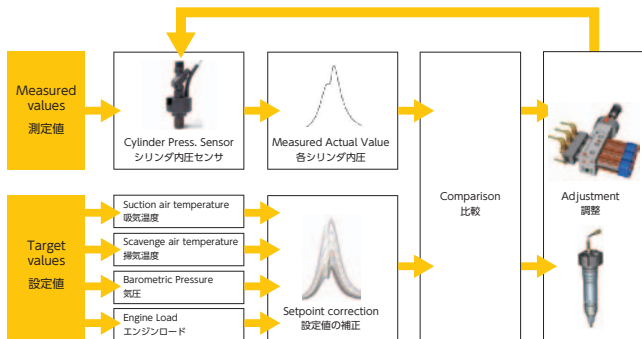 Measured
values
測定値
Cylinder Press. Sensor
シリンダ内圧センサ
Measured Actual Value
各シリンダ内圧
Comparison
比較
Adjustment
調整
Target
values
設定値
Suction air temperature
吸気温度
Scavenge air temperature
掃気温度
Barometric Pressure
気圧
Engine Load
エンジンロード
Setpoint correction
設定値の補正